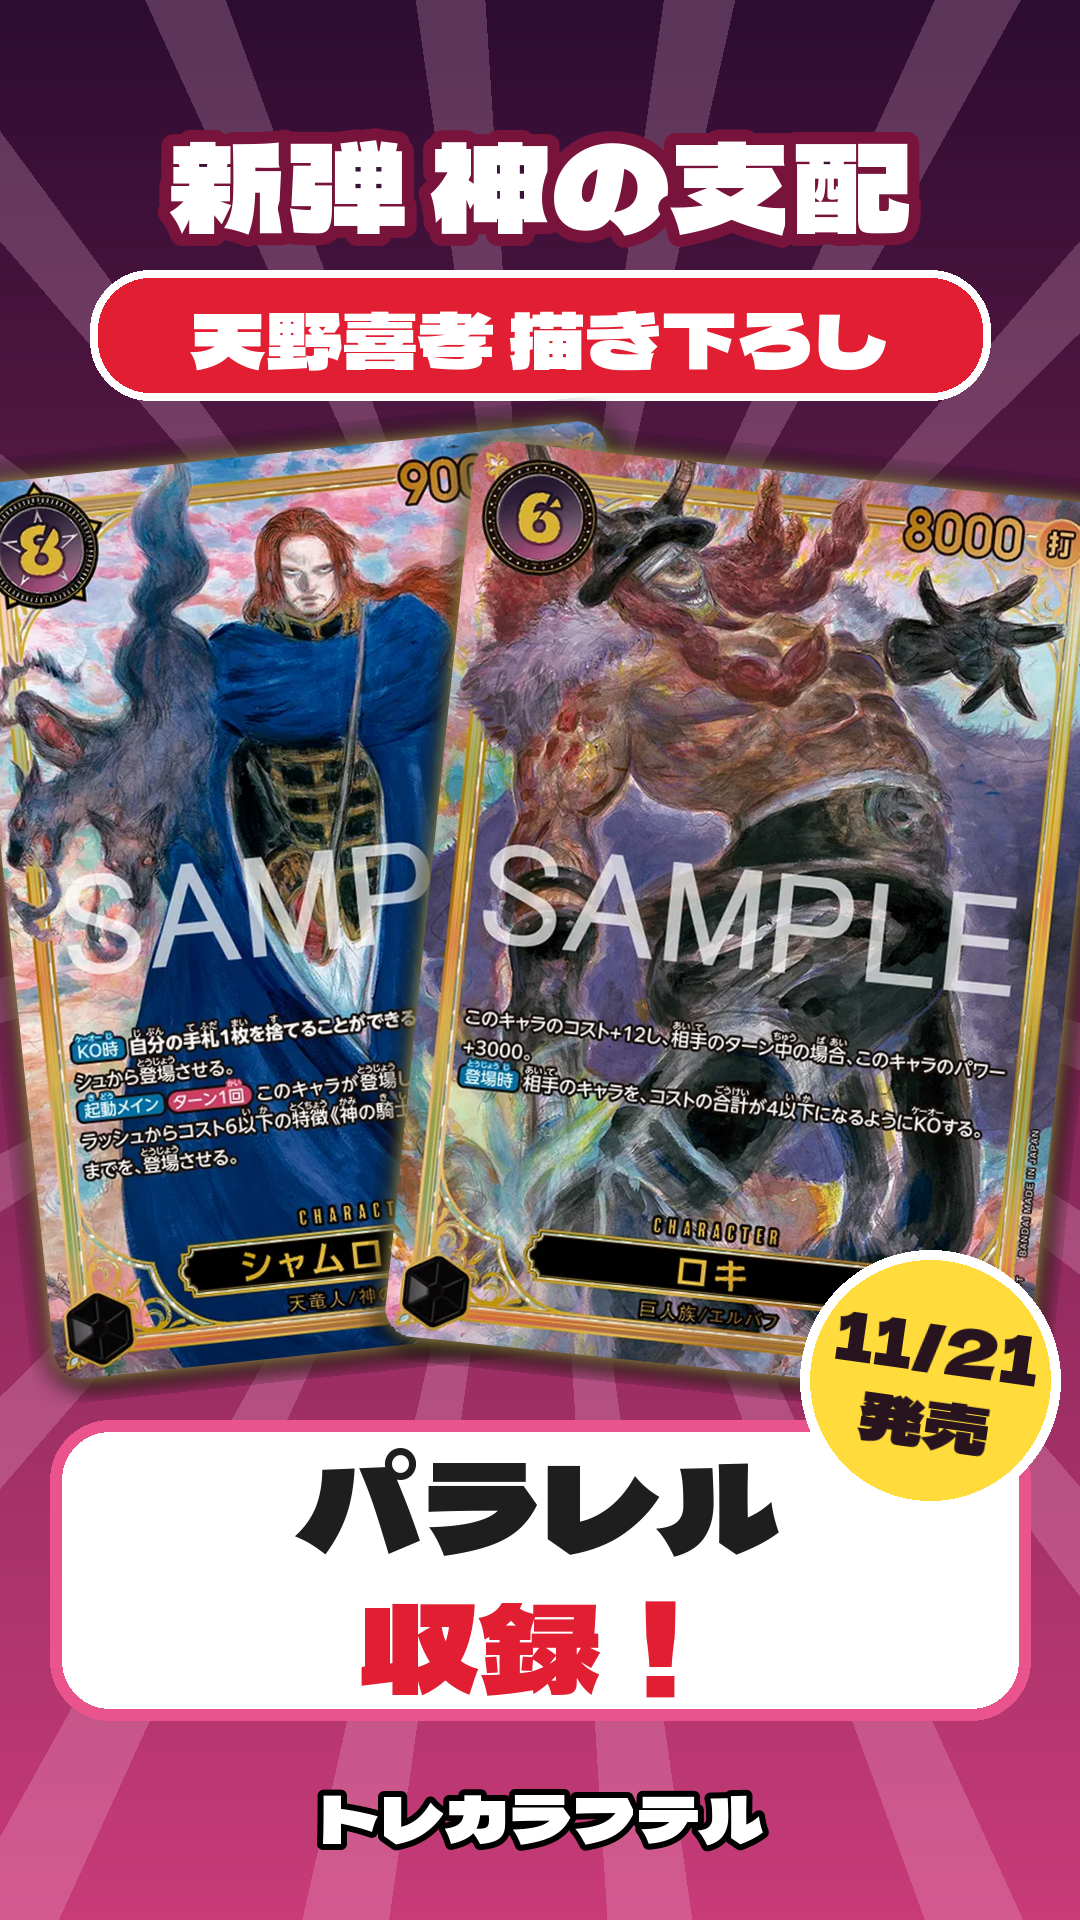 新弾 神の支配
天野喜孝 描き下ろし
8
900
6
8000
打
SAMP
SAMPLE
KO時 自分の手札1枚を捨てることができる
シュから登場させる。
起動メイン ターン1回 このキャラが登場し
ラッシュからコスト6以下の特徴《神の騎士
までを、登場させる。
CHARACT
シャムロ
天竜人/神の
このキャラのコスト+12し、相手のターン中の場合、このキャラのパワー
+3000。
登場時 相手のキャラを、コストの合計が4以下になるようにKOする。
CHARACTER
ロキ
巨人族/エルバフ
BANDAI MADE IN JAPAN
11/21
発売
パラレル
収録！
トレカラフテル